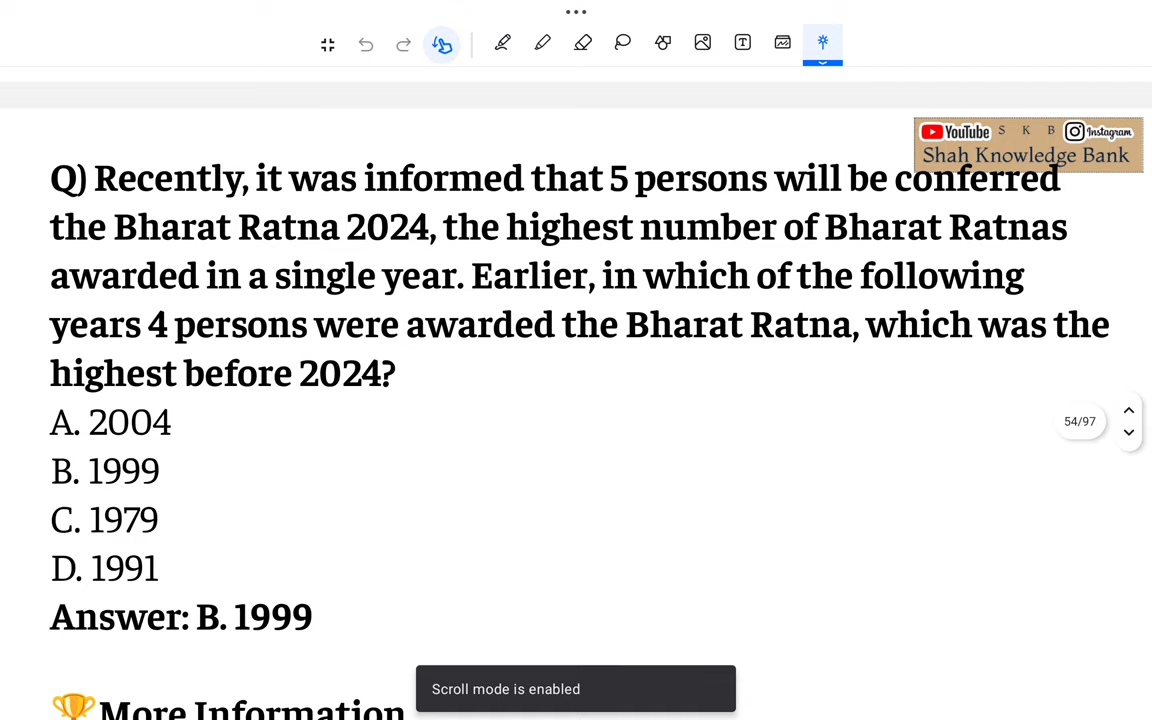 YouTube S K B Instagram
Shah Knowledge Bank
Q) Recently, it was informed that 5 persons will be conferred
the Bharat Ratna 2024, the highest number of Bharat Ratnas
awarded in a single year. Earlier, in which of the following
years 4 persons were awarded the Bharat Ratna, which was the
highest before 2024?
A. 2004
B. 1999
C. 1979
D. 1991
Answer: B. 1999
54/97
Scroll mode is enabled
🏆More Information